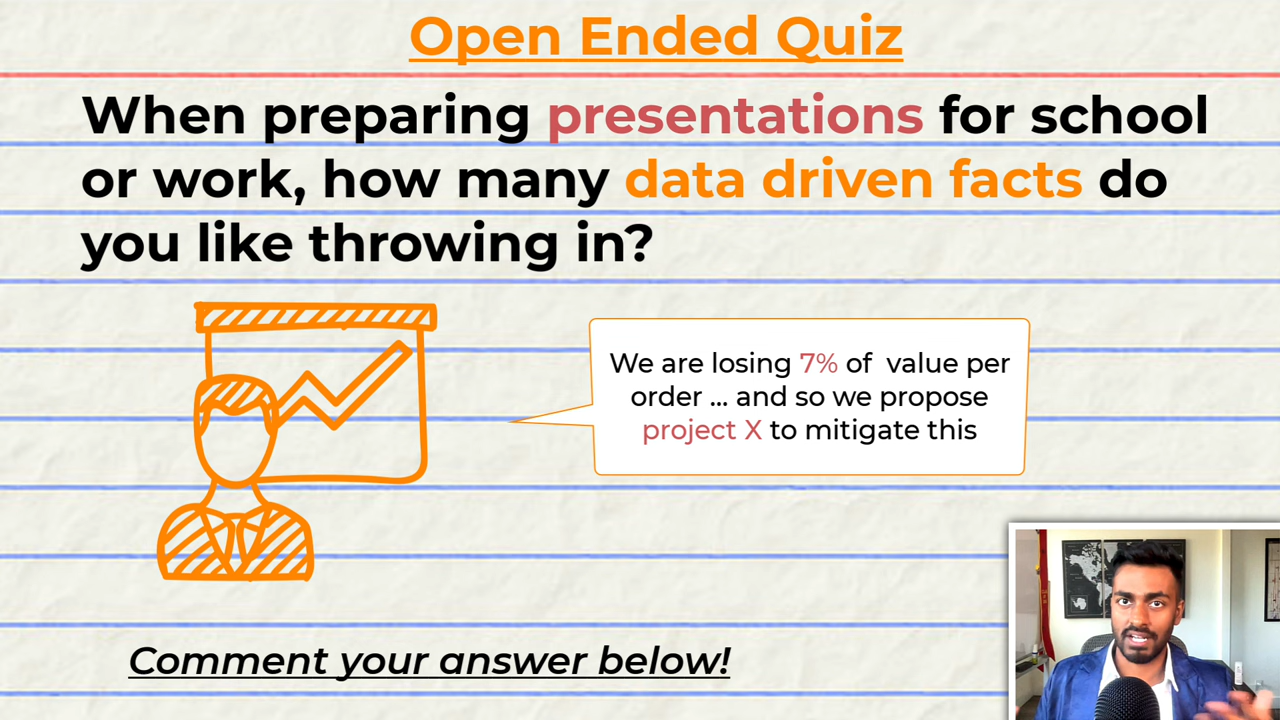 Open Ended Quiz
When preparing presentations for school
or work, how many data driven facts do
you like throwing in?
We are losing 7% of  value per
order ... and so we propose
project X to mitigate this
Comment your answer below!